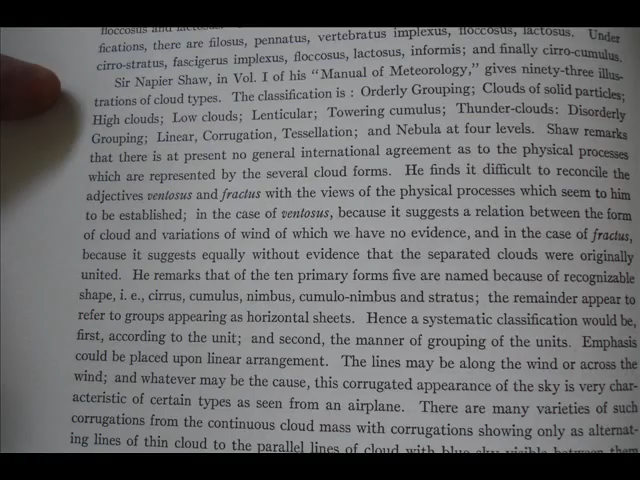 floccosus and lactosus.
fications, there are filosus, pennatus, vertebratus implexus, floccosus, lactosus. Under
cirro-stratus, fascigerus implexus, floccosus, lactosus, informis; and finally cirro-cumulus.
Sir Napier Shaw, in Vol. I of his "Manual of Meteorology," gives ninety-three illus-
trations of cloud types. The classification is : Orderly Grouping; Clouds of solid particles;
High clouds; Low clouds; Lenticular; Towering cumulus; Thunder-clouds: Disorderly
Grouping; Linear, Corrugation, Tessellation; and Nebula at four levels. Shaw remarks
that there is at present no general international agreement as to the physical processes
which are represented by the several cloud forms. He finds it difficult to reconcile the
adjectives ventosus and fractus with the views of the physical processes which seem to him
to be established; in the case of ventosus, because it suggests a relation between the form
of cloud and variations of wind of which we have no evidence, and in the case of fractus,
because it suggests equally without evidence that the separated clouds were originally
united. He remarks that of the ten primary forms five are named because of recognizable
shape, i. e., cirrus, cumulus, nimbus, cumulo-nimbus and stratus; the remainder appear to
refer to groups appearing as horizontal sheets. Hence a systematic classification would be,
first, according to the unit; and second, the manner of grouping of the units. Emphasis
could be placed upon linear arrangement. The lines may be along the wind or across the
wind; and whatever may be the cause, this corrugated appearance of the sky is very char-
acteristic of certain types as seen from an airplane. There are many varieties of such
corrugations from the continuous cloud mass with corrugations showing only as alternat-
ing lines of thin cloud to the parallel lines of cloud with blue sky visible between them